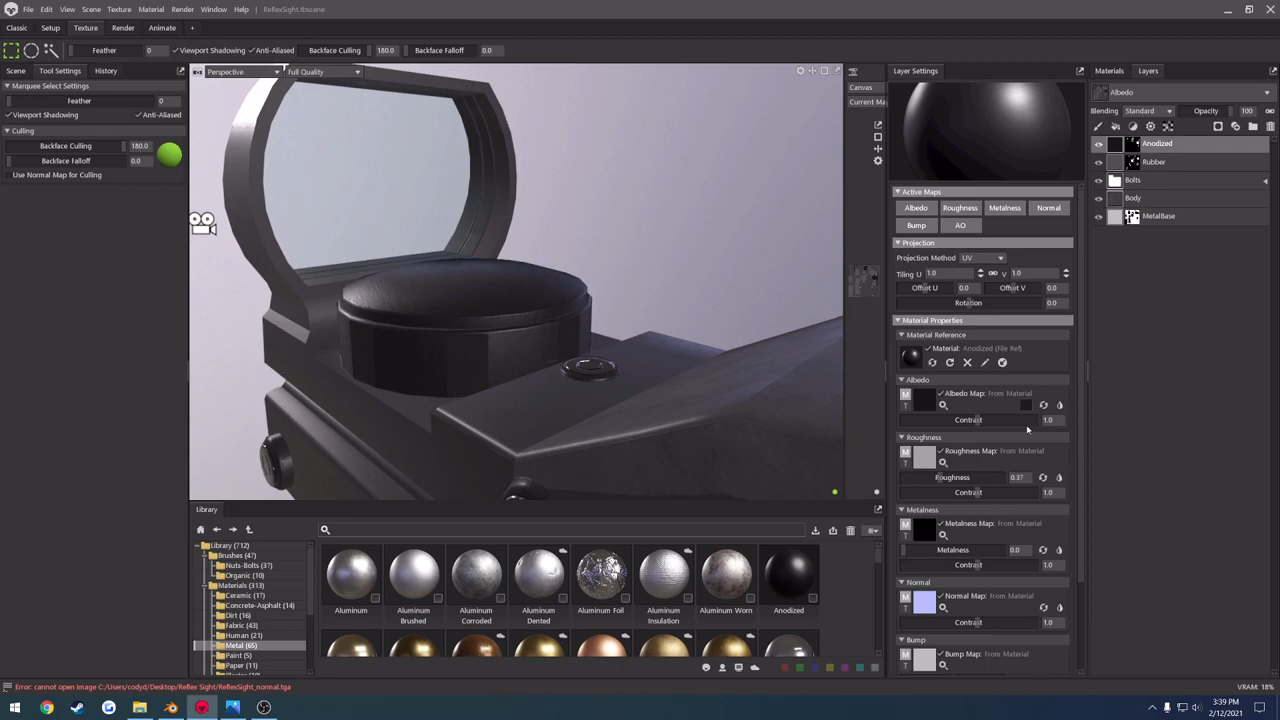 File Edit View Scene Texture Material Render Window Help ReflexSight.tbscene
Classic Setup Texture Render Animate +
Feather 0 Viewport Shadowing Anti-Aliased Backface Culling 180.0 Backface Falloff 0.0
Scene Tool Settings History
Marquee Select Settings
Feather 0
Viewport Shadowing Anti-Aliased
Culling
Backface Culling 180.0
Backface Falloff 0.0
Use Normal Map for Culling
Perspective Full Quality
Canvas
Current Ma
Layer Settings
Active Maps
Albedo Roughness Metalness Normal
Bump AO
Projection
Projection Method UV
Tiling U 1.0 V 1.0
Offset U 0.0 Offset V 0.0
Rotation 0.0
Material Properties
Material Reference
Material: Anodized (File Ref)
Albedo
M Albedo Map: From Material
T
Contrast 1.0
Roughness
M Roughness Map: From Material
T
Roughness 0.37
Contrast 1.0
Metalness
M Metalness Map: From Material
T
Metalness 0.0
Contrast 1.0
Normal
M Normal Map: From Material
T
Contrast 1.0
Bump
M Bump Map: From Material
T
Materials Layers
Albedo
Blending Standard Opacity 100
Anodized
Rubber
Bolts
Body
MetalBase
Library
Library (712)
Brushes (47)
Nuts-Bolts (37)
Organic (10)
Materials (313)
Ceramic (17)
Concrete-Asphalt (14)
Dirt (16)
Fabric (43)
Human (21)
Metal (65)
Paint (5)
Paper (11)
Aluminum
Aluminum Brushed
Aluminum Corroded
Aluminum Dented
Aluminum Foil
Aluminum Insulation
Aluminum Worn
Anodized
Error: cannot open image C:/Users/codyd/Desktop/Reflex Sight/ReflexSight_normal.tga
VRAM: 18%
3:39 PM
2/12/2021